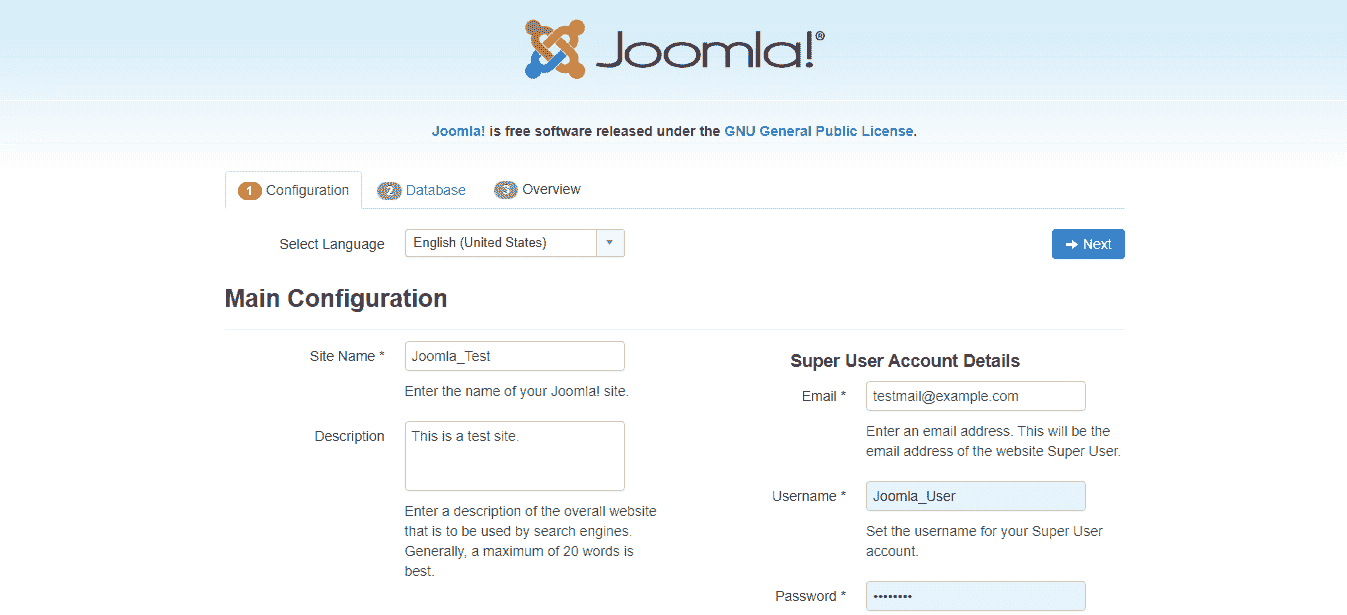 Joomla!®
Joomla! is free software released under the GNU General Public License.
1 Configuration
2 Database
3 Overview
Select Language
English (United States)
Next
Main Configuration
Site Name *
Joomla_Test
Enter the name of your Joomla! site.
Description
This is a test site.
Enter a description of the overall website
that is to be used by search engines.
Generally, a maximum of 20 words is
best.
Super User Account Details
Email *
testmail@example.com
Enter an email address. This will be the
email address of the website Super User.
Username *
Joomla_User
Set the username for your Super User
account.
Password *
••••••••